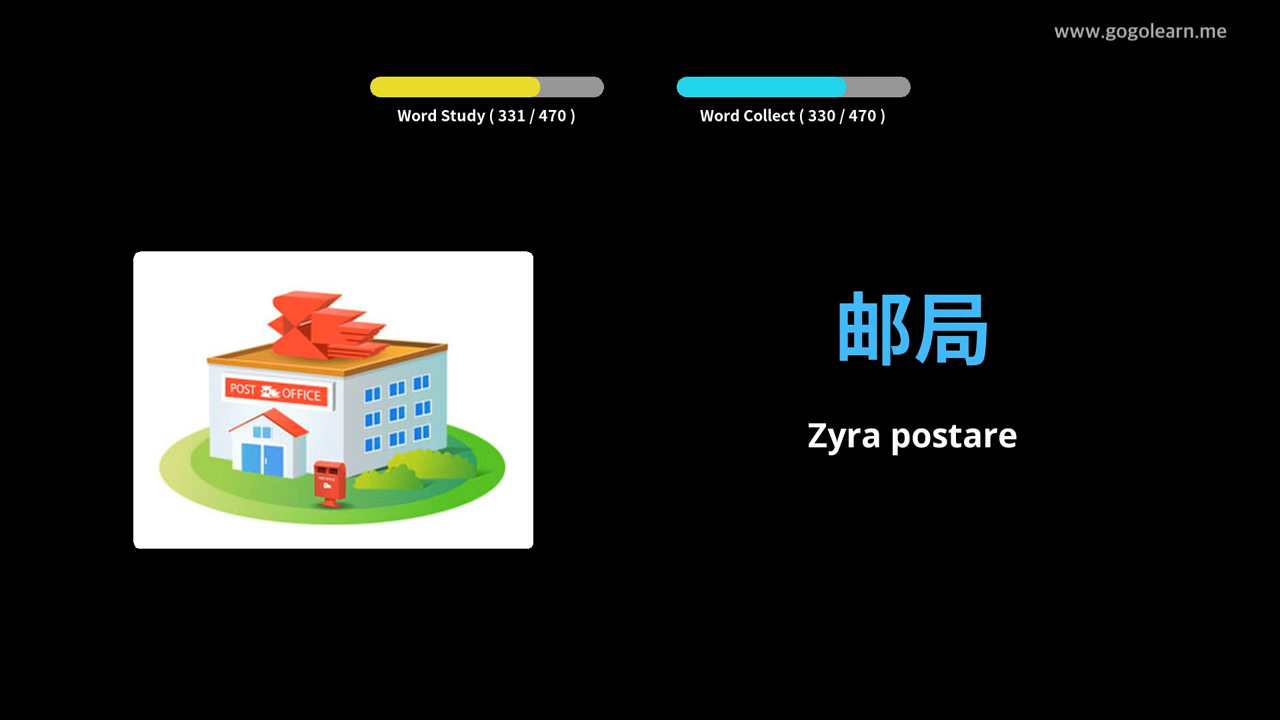 www.gogolearn.me
Word Study ( 331 / 470 )
Word Collect ( 330 / 470 )
POST OFFICE
邮局
Zyra postare